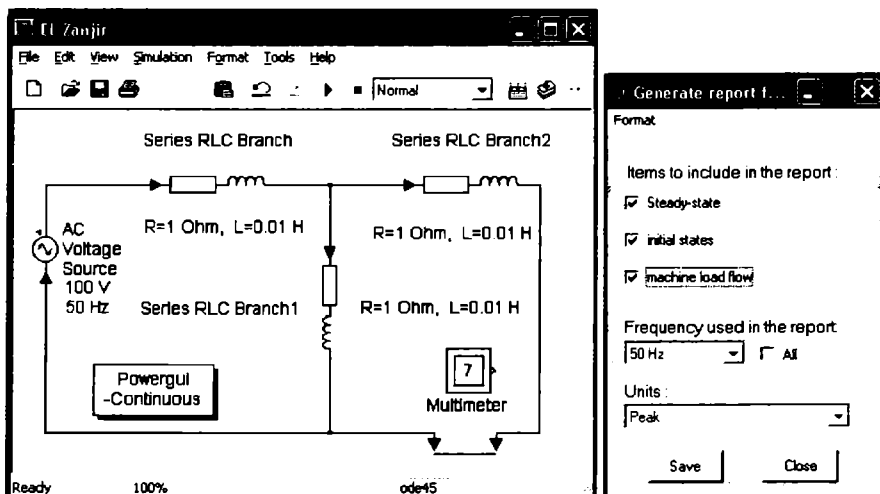 El Zanjir
File Edit View Simulation Format Tools Help
Normal
Series RLC Branch
Series RLC Branch2
AC
Voltage
Source
100 V
50 Hz
R=1 Ohm, L=0.01 H
R=1 Ohm, L=0.01 H
Series RLC Branch1
R=1 Ohm, L=0.01 H
Powergui
-Continuous
7
Multimeter
Ready 100% ode45
Generate report f...
Format
Items to include in the report :
Steady-state
initial states
machine load flow
Frequency used in the report
50 Hz
All
Units :
Peak
Save
Close